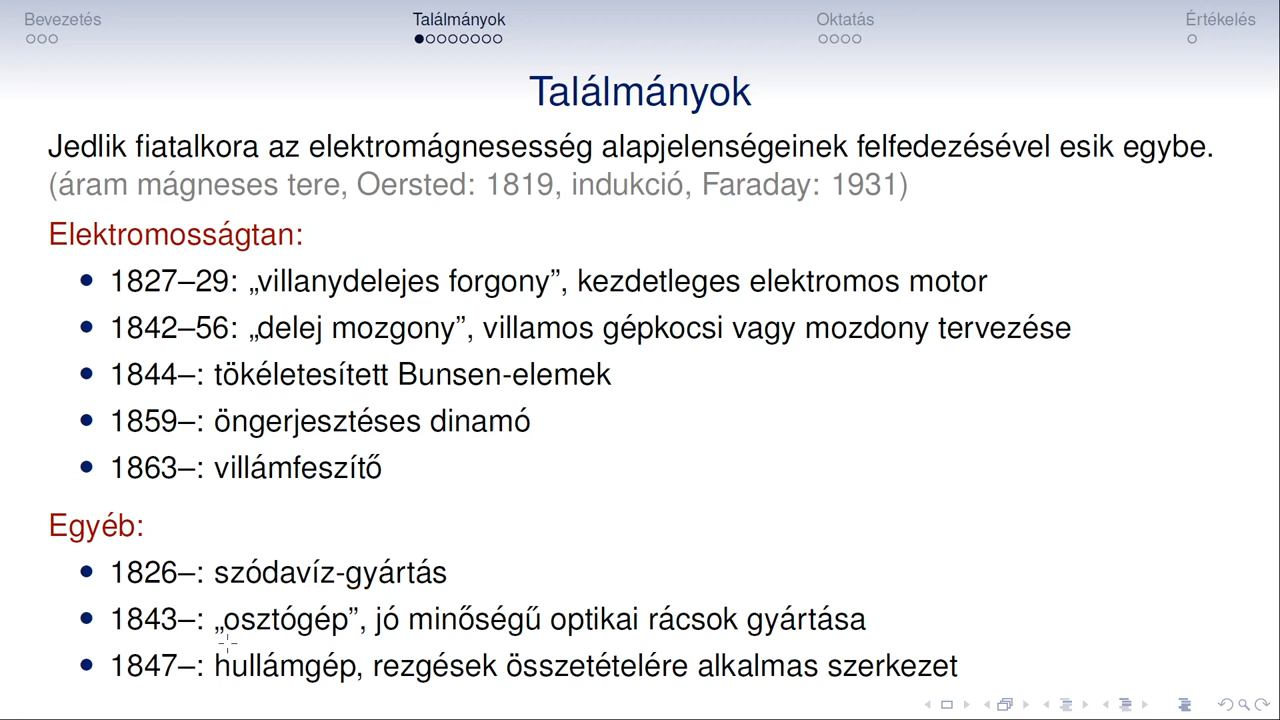 Bevezetés
Találmányok
Oktatás
Értékelés
Találmányok
Jedlik fiatalkora az elektromágnesesség alapjelenségeinek felfedezésével esik egybe.
(áram mágneses tere, Oersted: 1819, indukció, Faraday: 1931)
Elektromosságtan:
• 1827–29: „villanydelejes forgony”, kezdetleges elektromos motor
• 1842–56: „delej mozgony”, villamos gépkocsi vagy mozdony tervezése
• 1844–: tökéletesített Bunsen-elemek
• 1859–: öngerjesztéses dinamó
• 1863–: villámfeszítő
Egyéb:
• 1826–: szódavíz-gyártás
• 1843–: „osztógép”, jó minőségű optikai rácsok gyártása
• 1847–: hullámgép, rezgések összetételére alkalmas szerkezet